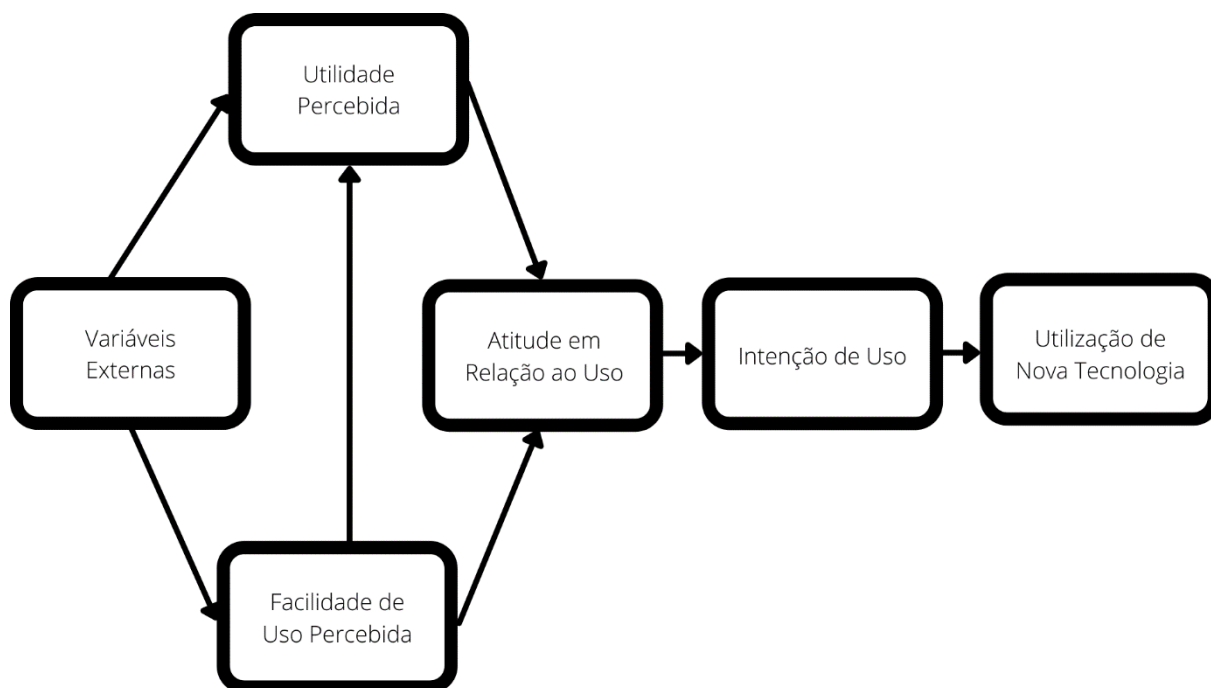 Utilidade
Percebida
Variáveis
Externas
Atitude em
Relação ao Uso
Intenção de Uso
Utilização de
Nova Tecnologia
Facilidade de
Uso Percebida